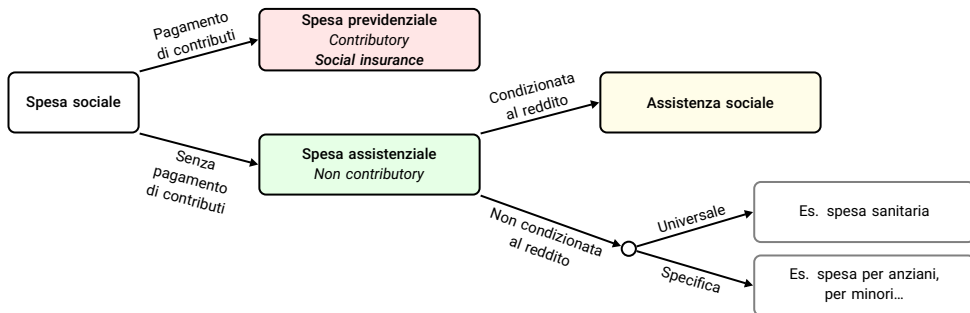 Spesa sociale
Pagamento
di contributi
Spesa previdenziale
Contributory
Social insurance
Senza
pagamento
di contributi
Spesa assistenziale
Non contributory
Condizionata
al reddito
Assistenza sociale
Non condizionata
al reddito
Universale
Es. spesa sanitaria
Specifica
Es. spesa per anziani,
per minori…